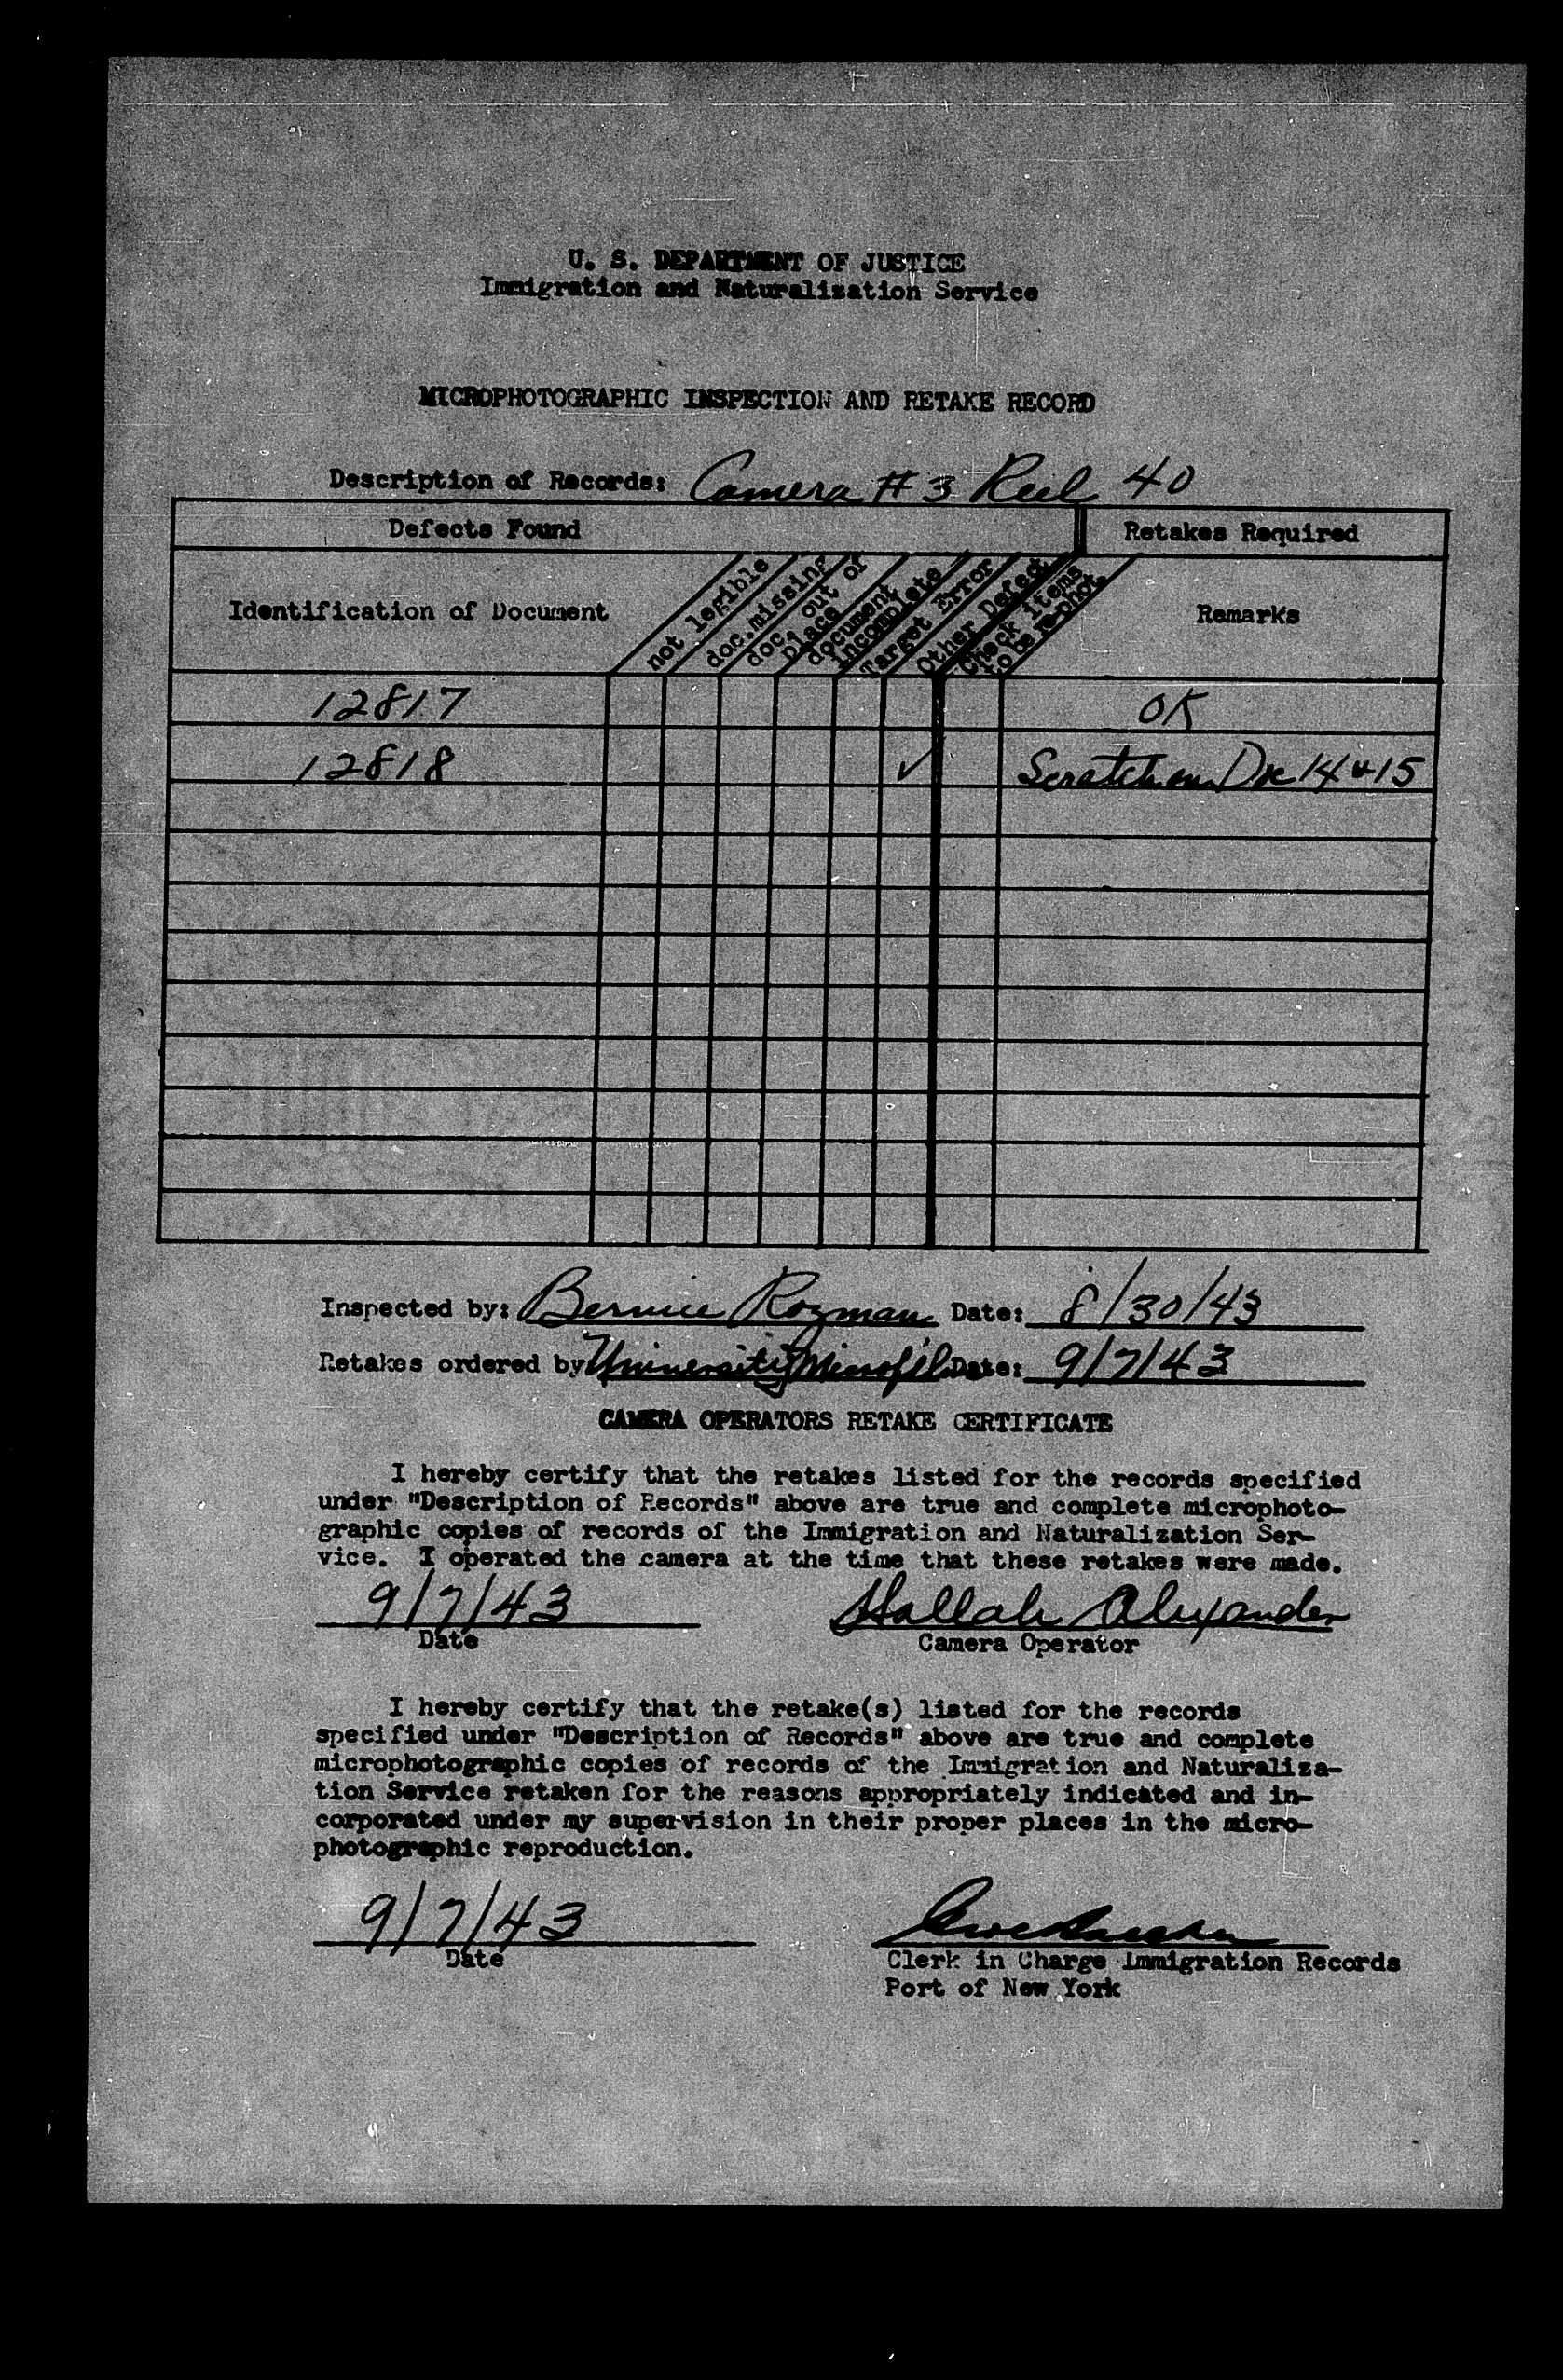 U. S. DEPARTMENT OF JUSTICE
Immigration and Naturalization Service
MICROPHOTOGRAPHIC INSPECTION AND RETAKE RECORD
Description of Records: Camera # 3 Reel 40
Defects Found
Retakes Required
Identification of Document
not legible
doc. missing
doc. out of place
document incomplete
Target Error
Other Defect
Check items to be re-phot.
Remarks
12817 OK
12818 ✓ Scratch on Doc 14 & 15
Inspected by: Bernice Rozman Date: 8/30/43
Retakes ordered by University Microfilm Date: 9/7/43
CAMERA OPERATORS RETAKE CERTIFICATE
I hereby certify that the retakes listed for the records specified
under "Description of Records" above are true and complete microphoto-
graphic copies of records of the Immigration and Naturalization Ser-
vice. I operated the camera at the time that these retakes were made.
9/7/43 Hallah Alexander
Date
Camera Operator
I hereby certify that the retake(s) listed for the records
specified under "Description of Records" above are true and complete
microphotographic copies of records of the Immigration and Naturaliza-
tion Service retaken for the reasons appropriately indicated and in-
corporated under my supervision in their proper places in the micro-
photographic reproduction.
9/7/43
Date
Clerk in Charge Immigration Records
Port of New York